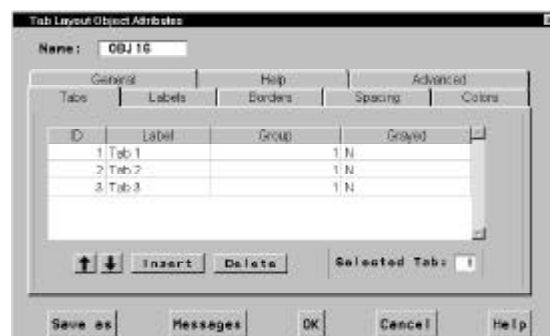 Tab Layout Object Attributes
Name: OBJ16
General Help Advanced
Tabs Labels Borders Spacing Colors
ID Label Group Grayed
1 Tab 1 1 N
2 Tab 2 1 N
3 Tab 3 1 N
Insert Delete Selected Tab: 1
Save as Messages OK Cancel Help